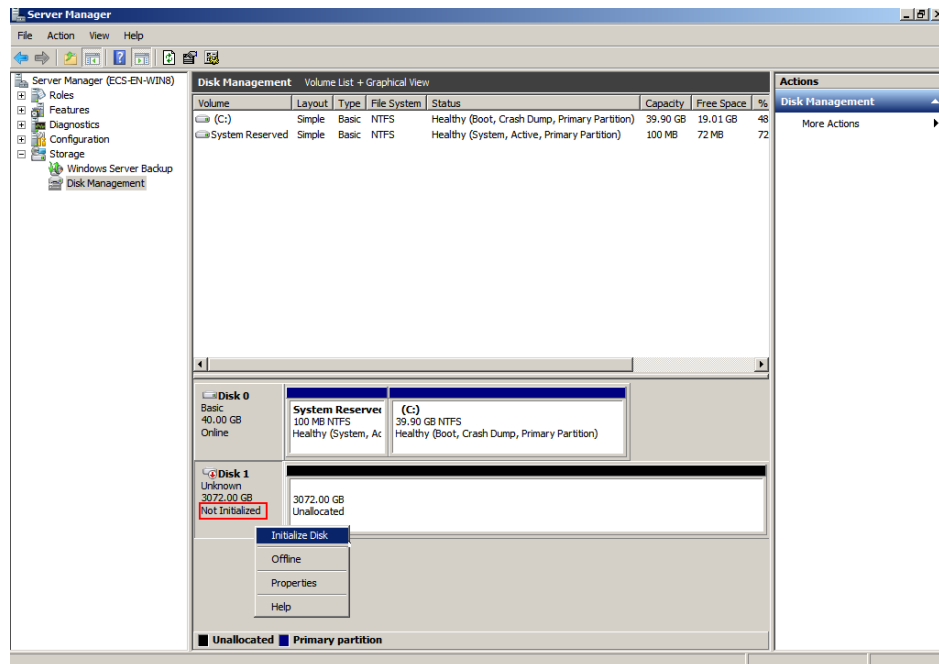 Server Manager
File Action View Help
Server Manager (ECS-EN-WIN8)
Roles
Features
Diagnostics
Configuration
Storage
Windows Server Backup
Disk Management
Disk Management Volume List + Graphical View
Volume Layout Type File System Status Capacity Free Space %
(C:) Simple Basic NTFS Healthy (Boot, Crash Dump, Primary Partition) 39.90 GB 19.01 GB 48
System Reserved Simple Basic NTFS Healthy (System, Active, Primary Partition) 100 MB 72 MB 72
Disk 0
Basic
40.00 GB
Online
System Reserve
100 MB NTFS
Healthy (System, Ac
(C:)
39.90 GB NTFS
Healthy (Boot, Crash Dump, Primary Partition)
Disk 1
Unknown
3072.00 GB
Not Initialized
3072.00 GB
Unallocated
Initialize Disk
Offline
Properties
Help
Unallocated Primary partition
Actions
Disk Management
More Actions